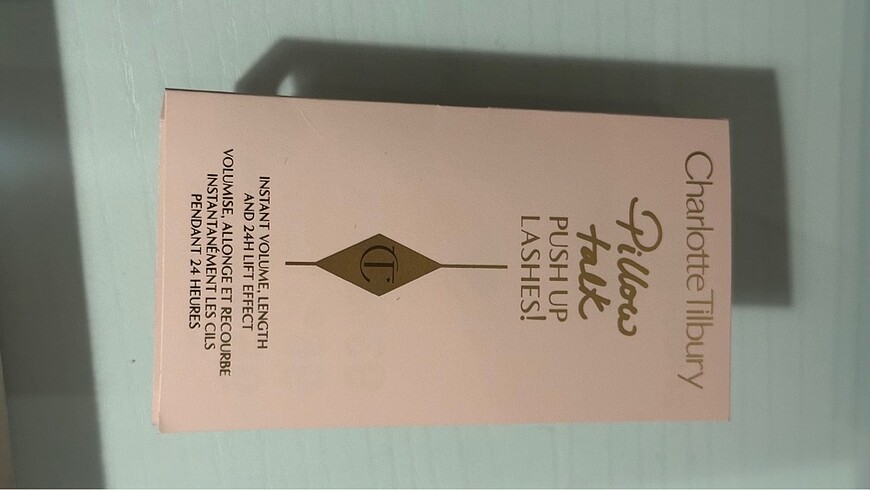 Charlotte Tilbury
Pillow
talk
PUSH UP
LASHES!
CT
INSTANT VOLUME, LENGTH
AND 24H LIFT EFFECT
VOLUMISE, ALLONGE ET RECOURBE
INSTANTANÉMENT LES CILS
PENDANT 24 HEURES